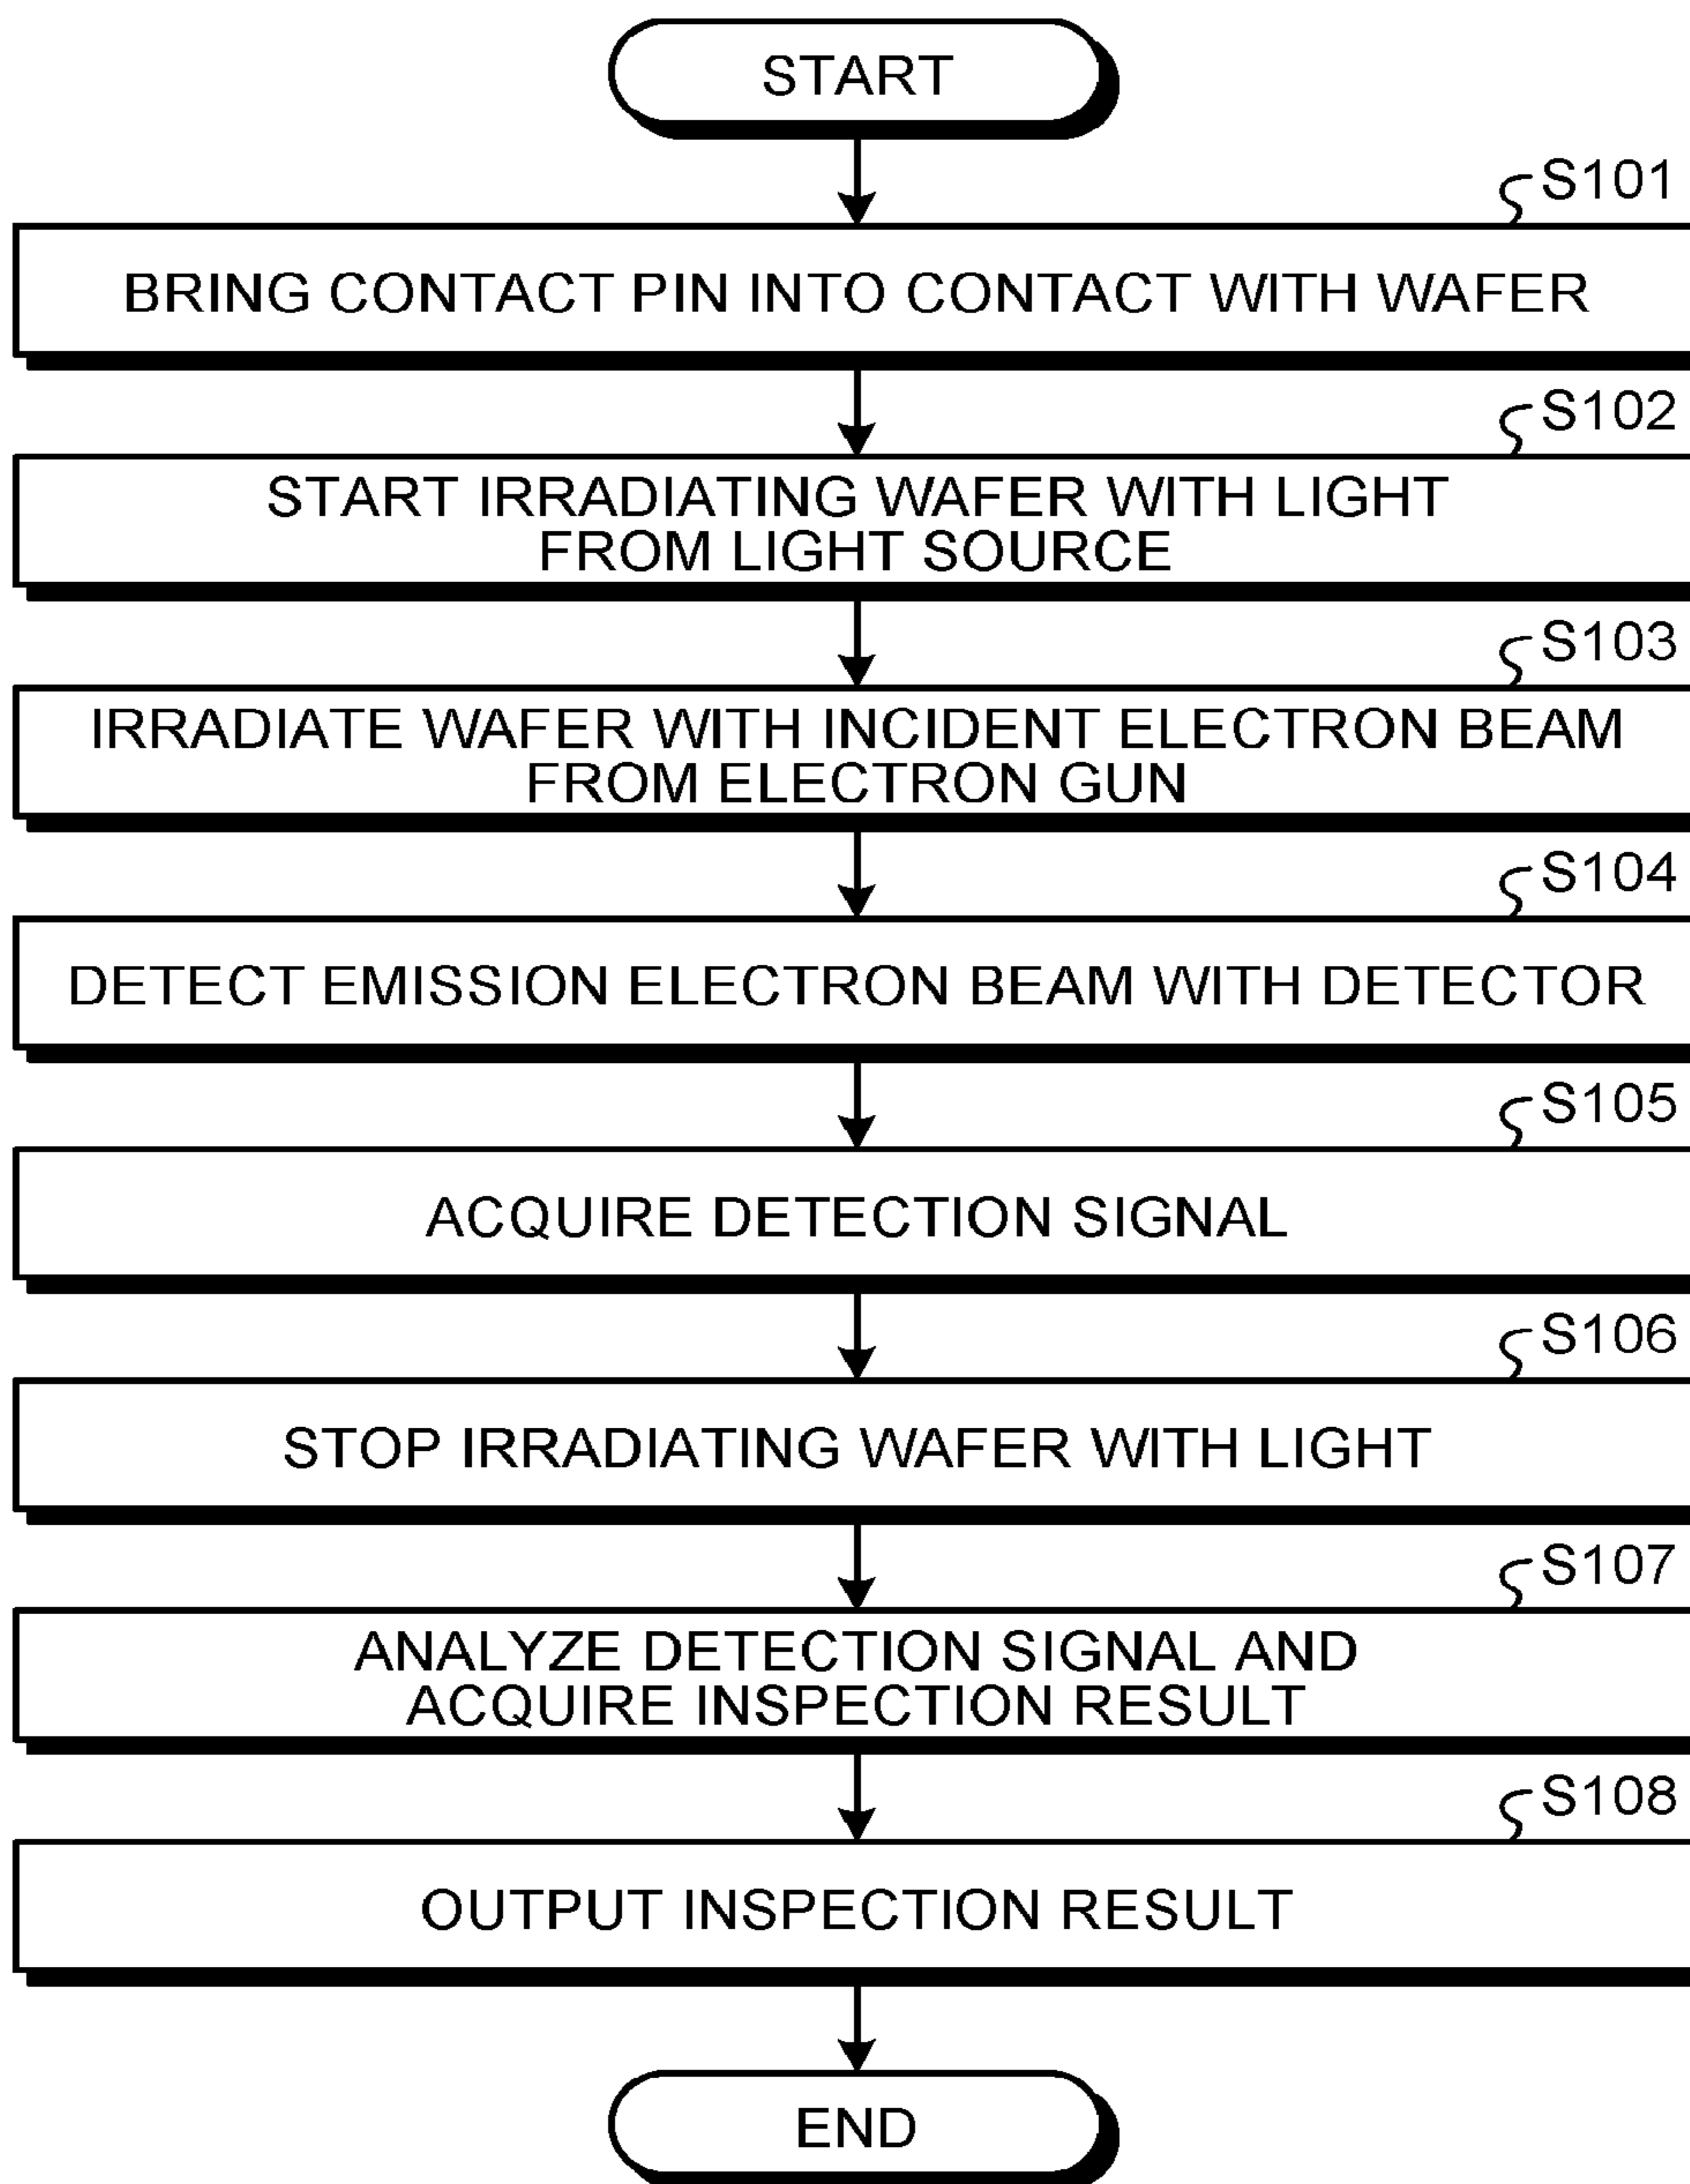 START
S101
BRING CONTACT PIN INTO CONTACT WITH WAFER
S102
START IRRADIATING WAFER WITH LIGHT
FROM LIGHT SOURCE
S103
IRRADIATE WAFER WITH INCIDENT ELECTRON BEAM
FROM ELECTRON GUN
S104
DETECT EMISSION ELECTRON BEAM WITH DETECTOR
S105
ACQUIRE DETECTION SIGNAL
S106
STOP IRRADIATING WAFER WITH LIGHT
S107
ANALYZE DETECTION SIGNAL AND
ACQUIRE INSPECTION RESULT
S108
OUTPUT INSPECTION RESULT
END